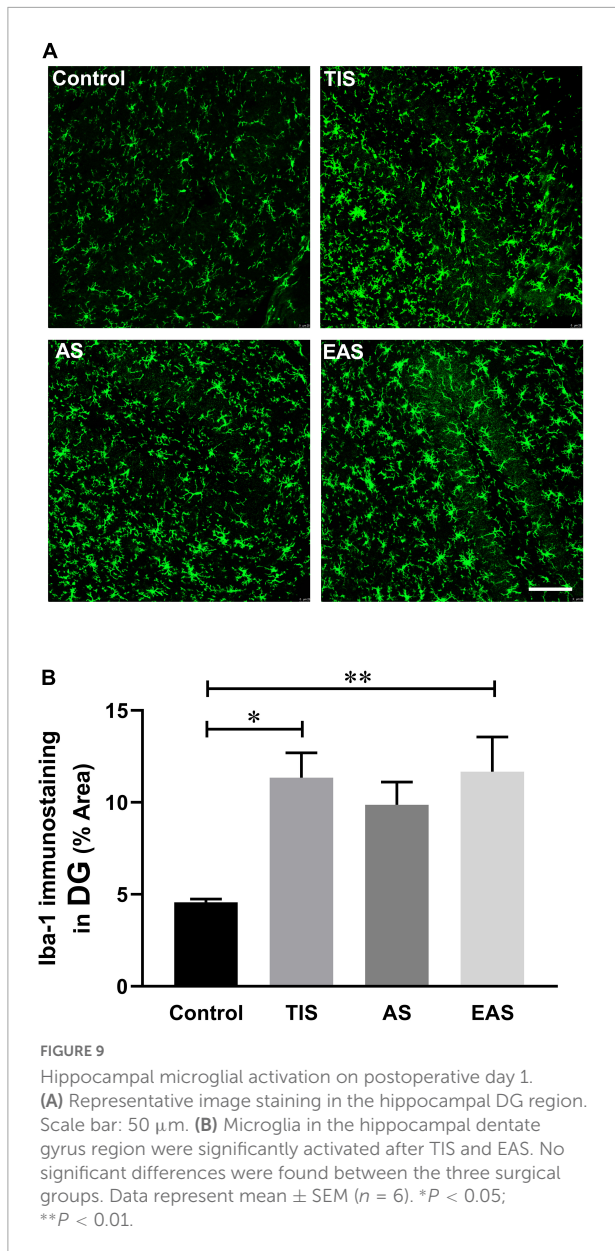 A
Control
TIS
AS
EAS
B
**
*
15
10
5
0
Iba-1 immunostaining
in DG (% Area)
Control TIS AS EAS
FIGURE 9
Hippocampal microglial activation on postoperative day 1.
(A) Representative image staining in the hippocampal DG region.
Scale bar: 50 μm. (B) Microglia in the hippocampal dentate
gyrus region were significantly activated after TIS and EAS. No
significant differences were found between the three surgical
groups. Data represent mean ± SEM (n = 6). *P < 0.05;
**P < 0.01.